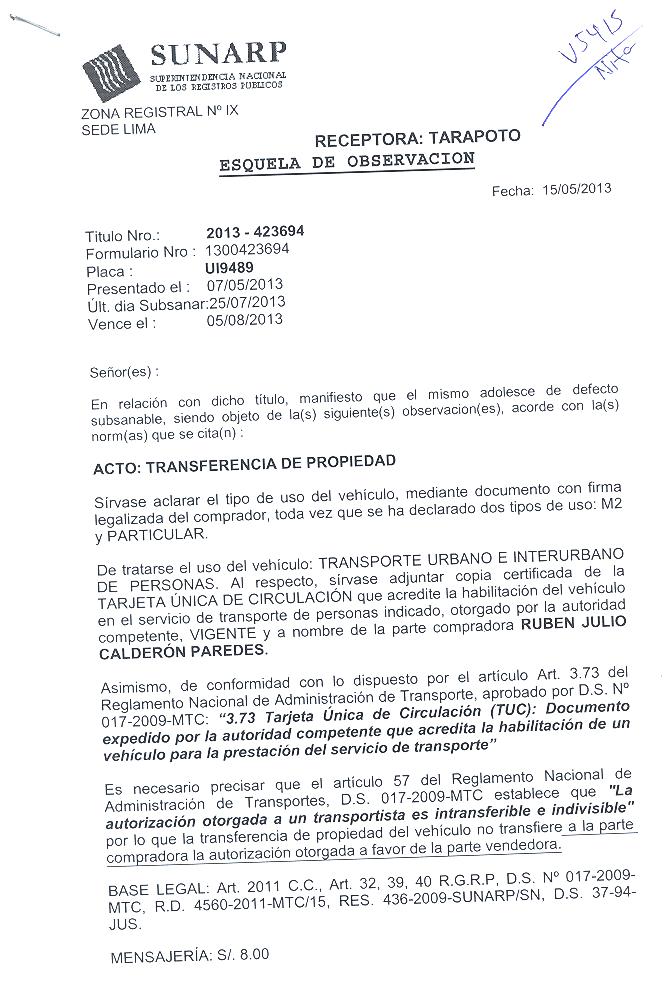 SUNARP
SUPERINTENDENCIA NACIONAL
DE LOS REGISTROS PUBLICOS
ZONA REGISTRAL Nº IX
SEDE LIMA
RECEPTORA: TARAPOTO
ESQUELA DE OBSERVACION
Fecha: 15/05/2013
Titulo Nro.: 2013 - 423694
Formulario Nro : 1300423694
Placa : UI9489
Presentado el : 07/05/2013
Últ. dia Subsanar:25/07/2013
Vence el : 05/08/2013
Señor(es) :
En relación con dicho título, manifiesto que el mismo adolesce de defecto
subsanable, siendo objeto de la(s) siguiente(s) observacion(es), acorde con la(s)
norm(as) que se cita(n) :
ACTO: TRANSFERENCIA DE PROPIEDAD
Sírvase aclarar el tipo de uso del vehículo, mediante documento con firma
legalizada del comprador, toda vez que se ha declarado dos tipos de uso: M2
y PARTICULAR.
De tratarse el uso del vehículo: TRANSPORTE URBANO E INTERURBANO
DE PERSONAS. Al respecto, sírvase adjuntar copia certificada de la
TARJETA ÚNICA DE CIRCULACIÓN que acredite la habilitación del vehículo
en el servicio de transporte de personas indicado, otorgado por la autoridad
competente, VIGENTE y a nombre de la parte compradora RUBEN JULIO
CALDERÓN PAREDES.
Asimismo, de conformidad con lo dispuesto por el artículo Art. 3.73 del
Reglamento Nacional de Administración de Transporte, aprobado por D.S. Nº
017-2009-MTC: “3.73 Tarjeta Única de Circulación (TUC): Documento
expedido por la autoridad competente que acredita la habilitación de un
vehículo para la prestación del servicio de transporte”
Es necesario precisar que el artículo 57 del Reglamento Nacional de
Administración de Transportes, D.S. 017-2009-MTC establece que "La
autorización otorgada a un transportista es intransferible e indivisible"
por lo que la transferencia de propiedad del vehículo no transfiere a la parte
compradora la autorización otorgada a favor de la parte vendedora.
BASE LEGAL: Art. 2011 C.C., Art. 32, 39, 40 R.G.R.P, D.S. Nº 017-2009-
MTC, R.D. 4560-2011-MTC/15, RES. 436-2009-SUNARP/SN, D.S. 37-94-
JUS.
MENSAJERÍA: S/. 8.00